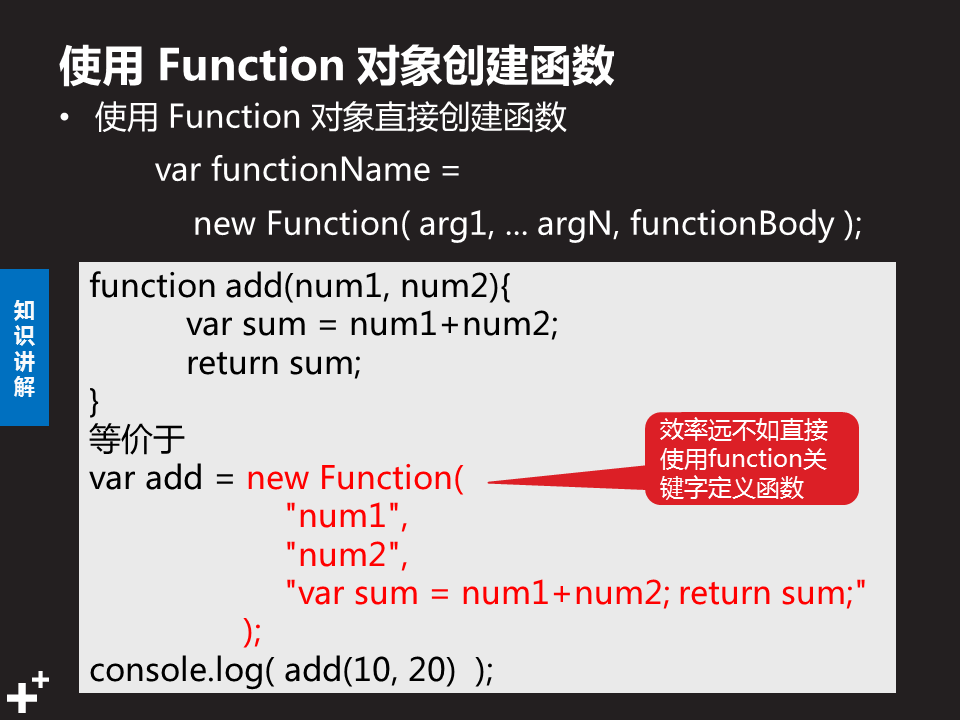 使用 Function 对象创建函数
• 使用 Function 对象直接创建函数
var functionName =
new Function( arg1, ... argN, functionBody );
知识讲解
function add(num1, num2){
var sum = num1+num2;
return sum;
}
等价于
var add = new Function(
"num1",
"num2",
"var sum = num1+num2; return sum;"
);
console.log( add(10, 20)  );
效率远不如直接
使用function关
键字定义函数